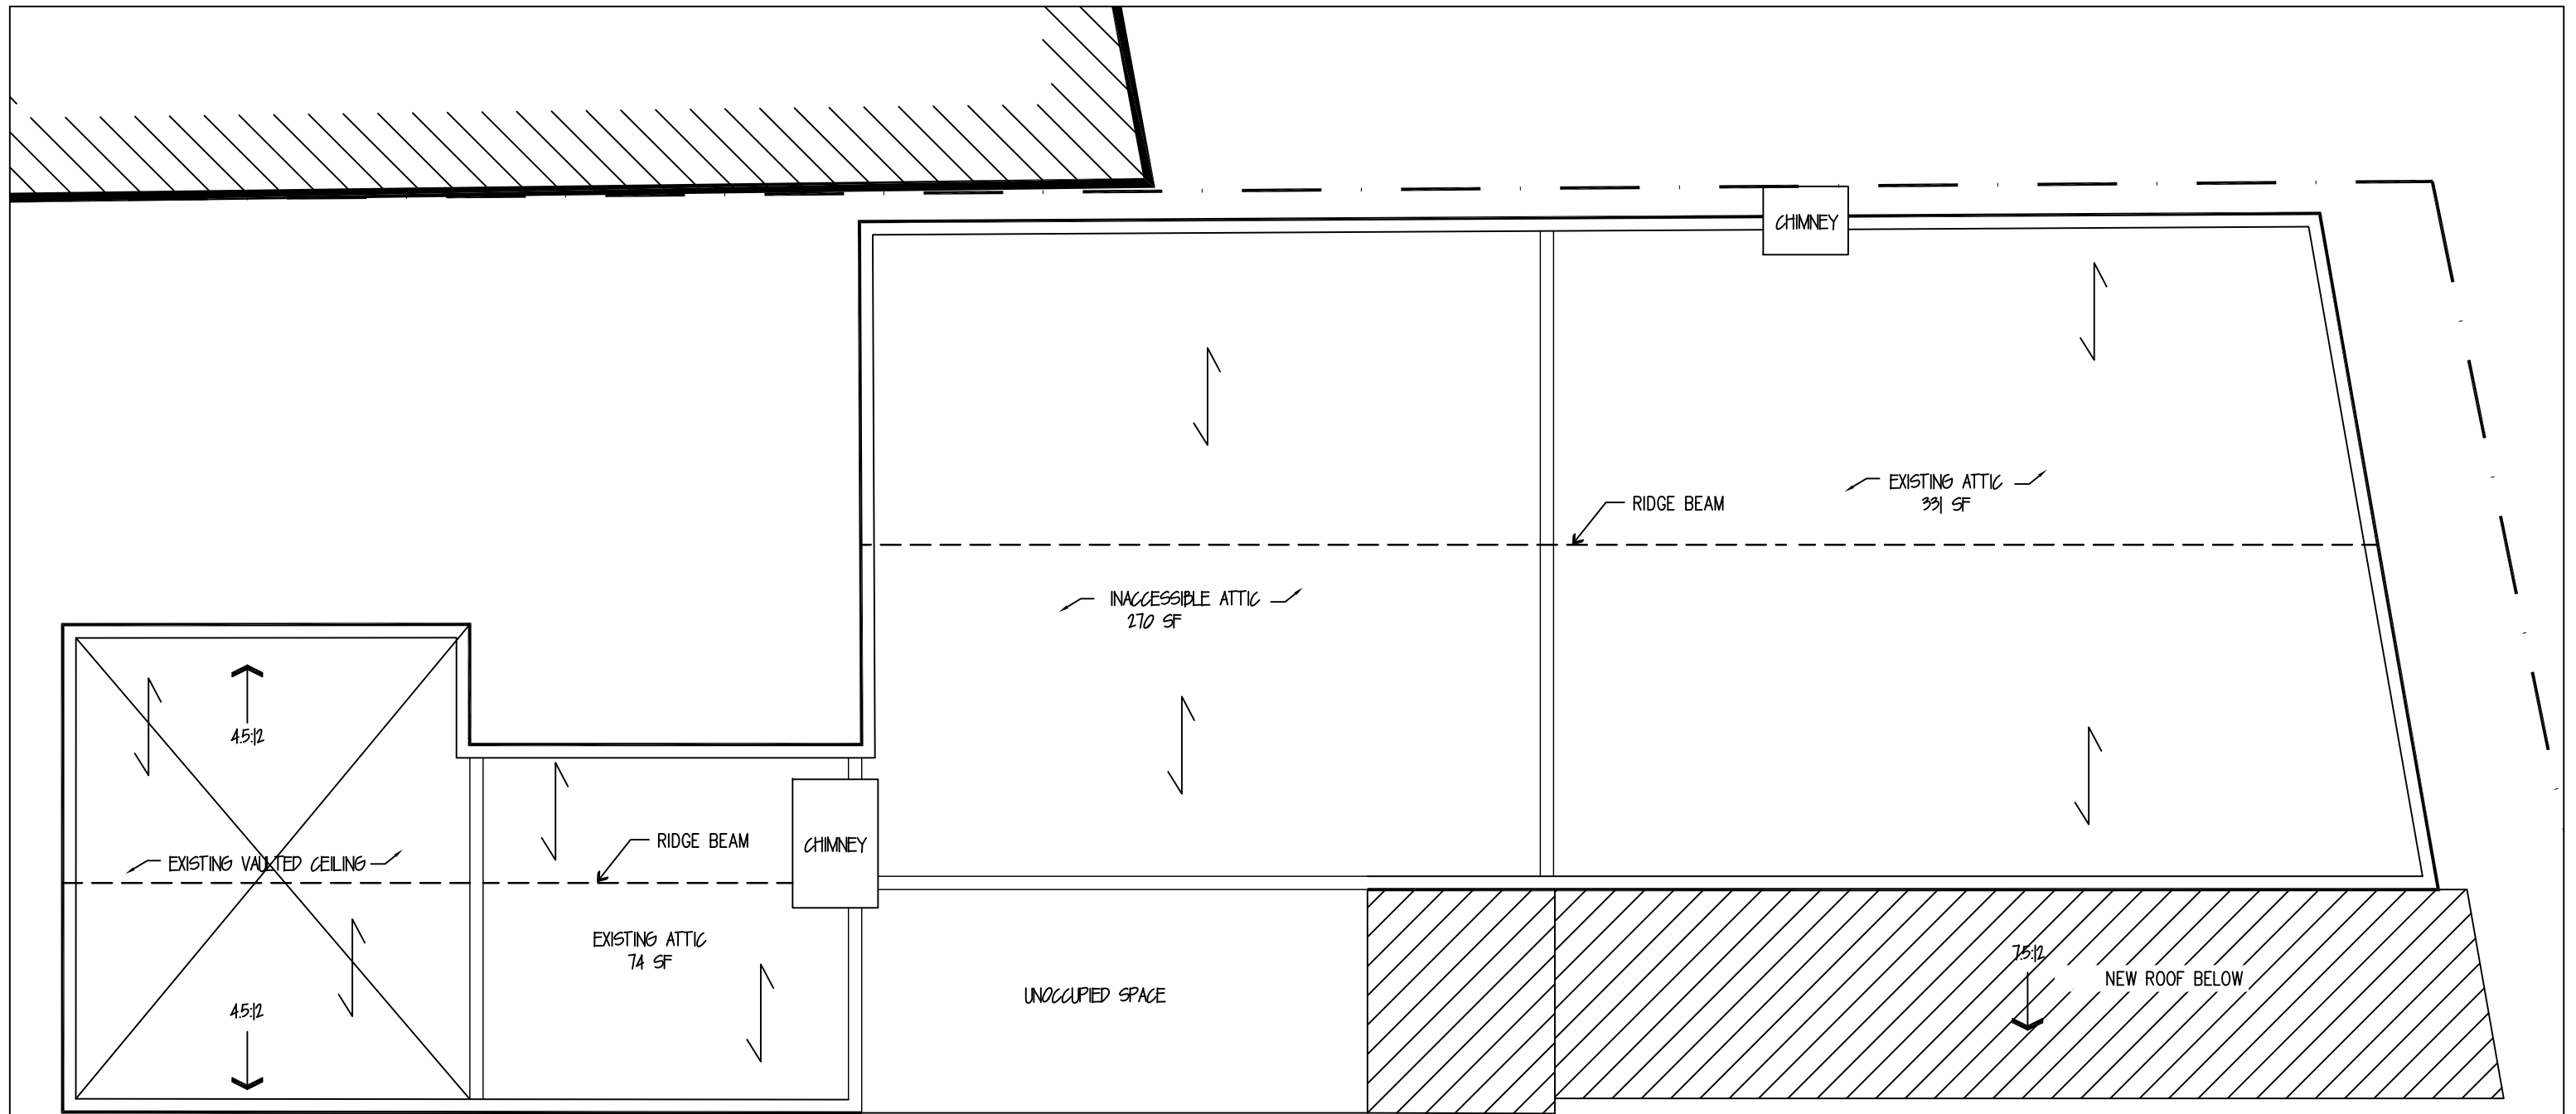 CHIMNEY
EXISTING ATTIC
331 SF
RIDGE BEAM
INACCESSIBLE ATTIC
270 SF
4.5:12
RIDGE BEAM
CHIMNEY
EXISTING VAULTED CEILING
EXISTING ATTIC
74 SF
7.5:12
NEW ROOF BELOW
UNOCCUPIED SPACE
4.5:12